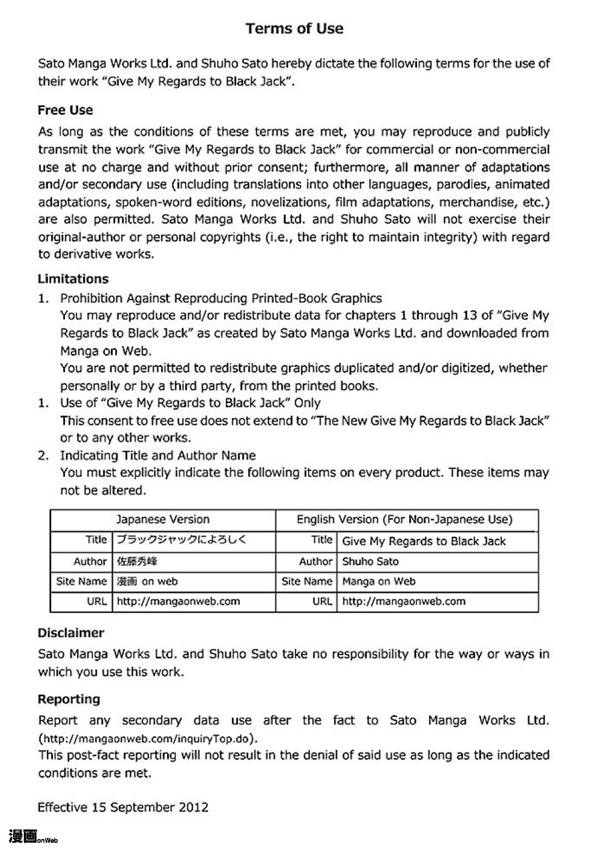 Terms of Use
Sato Manga Works Ltd. and Shuho Sato hereby dictate the following terms for the use of
their work “Give My Regards to Black Jack”.
Free Use
As long as the conditions of these terms are met, you may reproduce and publicly
transmit the work “Give My Regards to Black Jack” for commercial or non-commercial
use at no charge and without prior consent; furthermore, all manner of adaptations
and/or secondary use (including translations into other languages, parodies, animated
adaptations, spoken-word editions, novelizations, film adaptations, merchandise, etc.)
are also permitted. Sato Manga Works Ltd. and Shuho Sato will not exercise their
original-author or personal copyrights (i.e., the right to maintain integrity) with regard
to derivative works.
Limitations
1. Prohibition Against Reproducing Printed-Book Graphics
You may reproduce and/or redistribute data for chapters 1 through 13 of “Give My
Regards to Black Jack” as created by Sato Manga Works Ltd. and downloaded from
Manga on Web.
You are not permitted to redistribute graphics duplicated and/or digitized, whether
personally or by a third party, from the printed books.
1. Use of “Give My Regards to Black Jack” Only
This consent to free use does not extend to “The New Give My Regards to Black Jack”
or to any other works.
2. Indicating Title and Author Name
You must explicitly indicate the following items on every product. These items may
not be altered.
Japanese Version English Version (For Non-Japanese Use)
Title ブラックジャックによろしく Title Give My Regards to Black Jack
Author 佐藤秀峰 Author Shuho Sato
Site Name 漫画 on web Site Name Manga on Web
URL http://mangaonweb.com URL http://mangaonweb.com
Disclaimer
Sato Manga Works Ltd. and Shuho Sato take no responsibility for the way or ways in
which you use this work.
Reporting
Report any secondary data use after the fact to Sato Manga Works Ltd.
(http://mangaonweb.com/inquiryTop.do).
This post-fact reporting will not result in the denial of said use as long as the indicated
conditions are met.
Effective 15 September 2012
漫画onWeb